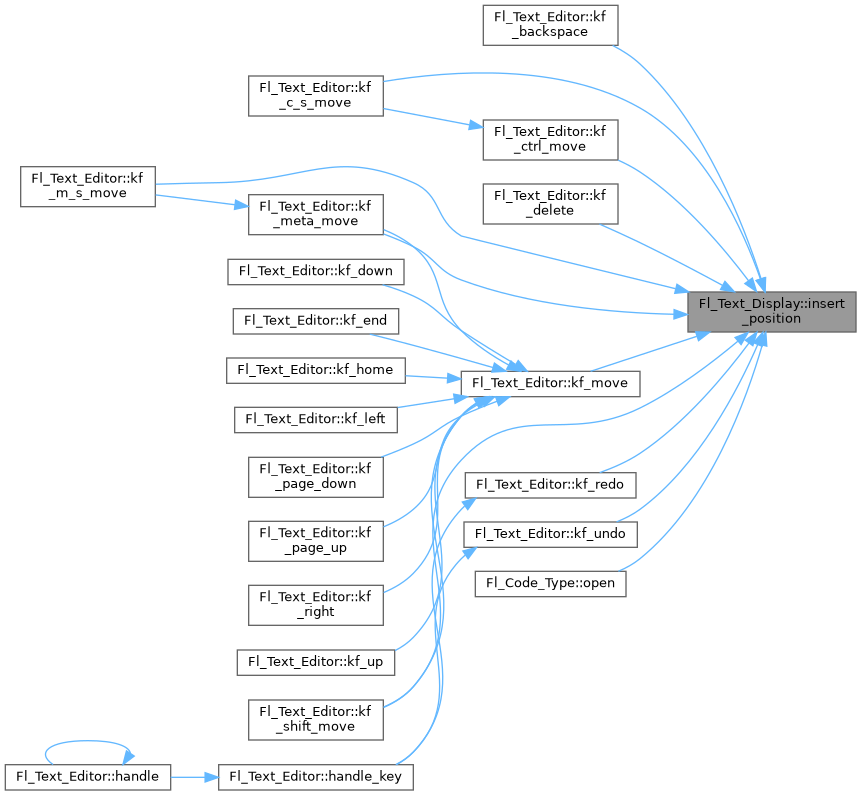 Fl_Text_Editor::kf
_backspace
Fl_Text_Editor::kf
_c_s_move
Fl_Text_Editor::kf
_ctrl_move
Fl_Text_Editor::kf
_m_s_move
Fl_Text_Editor::kf
_meta_move
Fl_Text_Editor::kf
_delete
Fl_Text_Editor::kf_down
Fl_Text_Display::insert
_position
Fl_Text_Editor::kf_end
Fl_Text_Editor::kf_home
Fl_Text_Editor::kf_move
Fl_Text_Editor::kf_left
Fl_Text_Editor::kf
_page_down
Fl_Text_Editor::kf_redo
Fl_Text_Editor::kf
_page_up
Fl_Text_Editor::kf_undo
Fl_Code_Type::open
Fl_Text_Editor::kf
_right
Fl_Text_Editor::kf_up
Fl_Text_Editor::kf
_shift_move
Fl_Text_Editor::handle
Fl_Text_Editor::handle_key